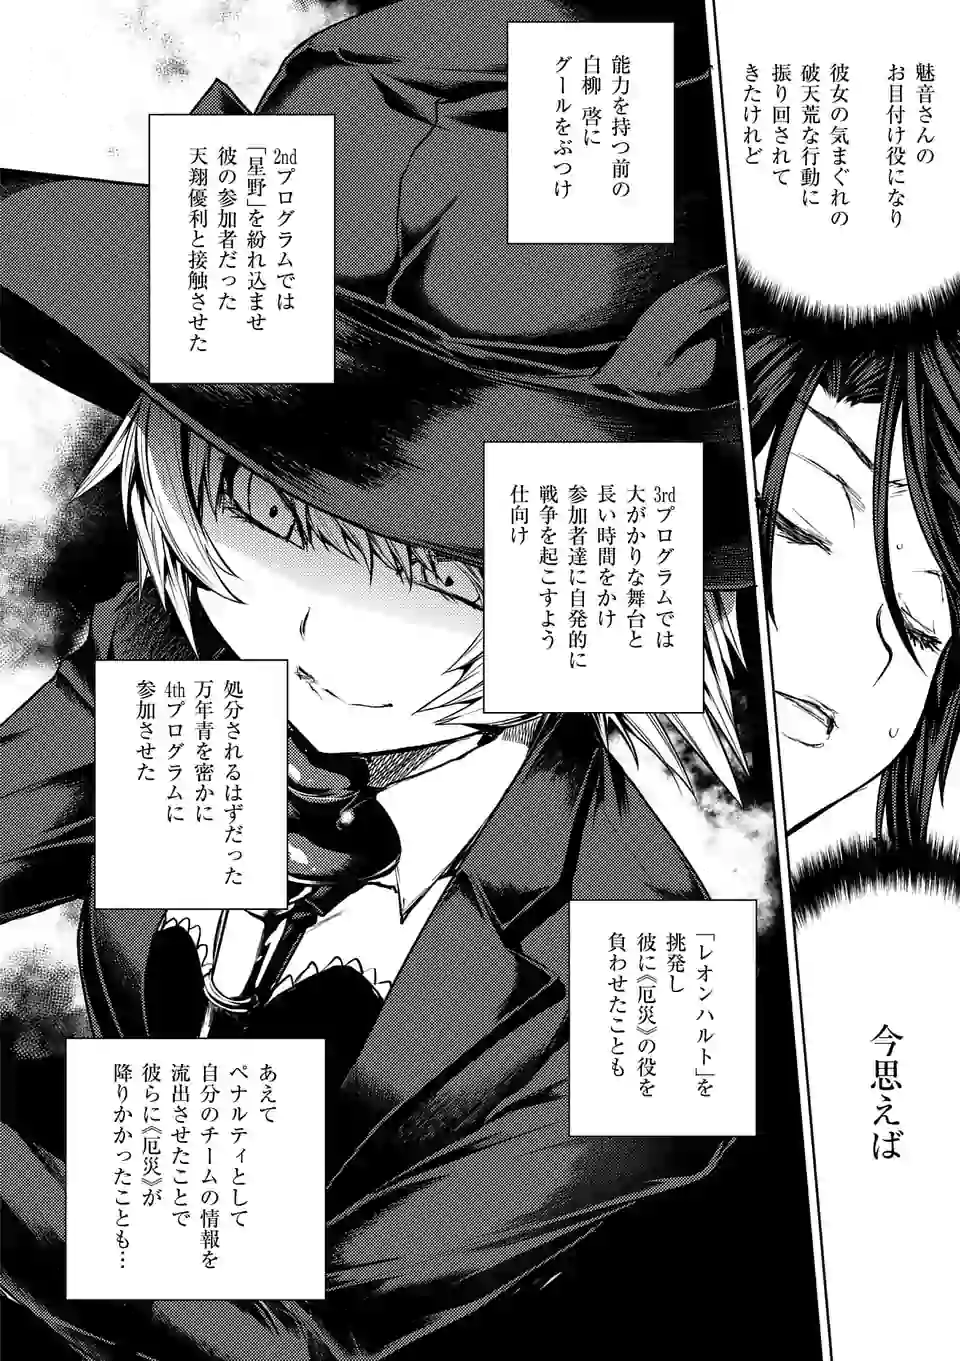 魅音さんの
お目付け役になり
彼女の気まぐれの
破天荒な行動に
振り回されて
きたけれど
今思えば
能力を持つ前の
白柳 啓に
グールをぶつけ
2ndプログラムでは
「星野」を紛れ込ませ
彼の参加者だった
天翔優利と接触させた
3rdプログラムでは
大がかりな舞台と
長い時間をかけ
参加者達に自発的に
戦争を起こすよう
仕向け
処分されるはずだった
万年青を密かに
4thプログラムに
参加させた
「レオンハルト」を
挑発し
彼に《厄災》の役を
負わせたことも
あえて
ペナルティとして
自分のチームの情報を
流出させたことで
彼らに《厄災》が
降りかかったことも…